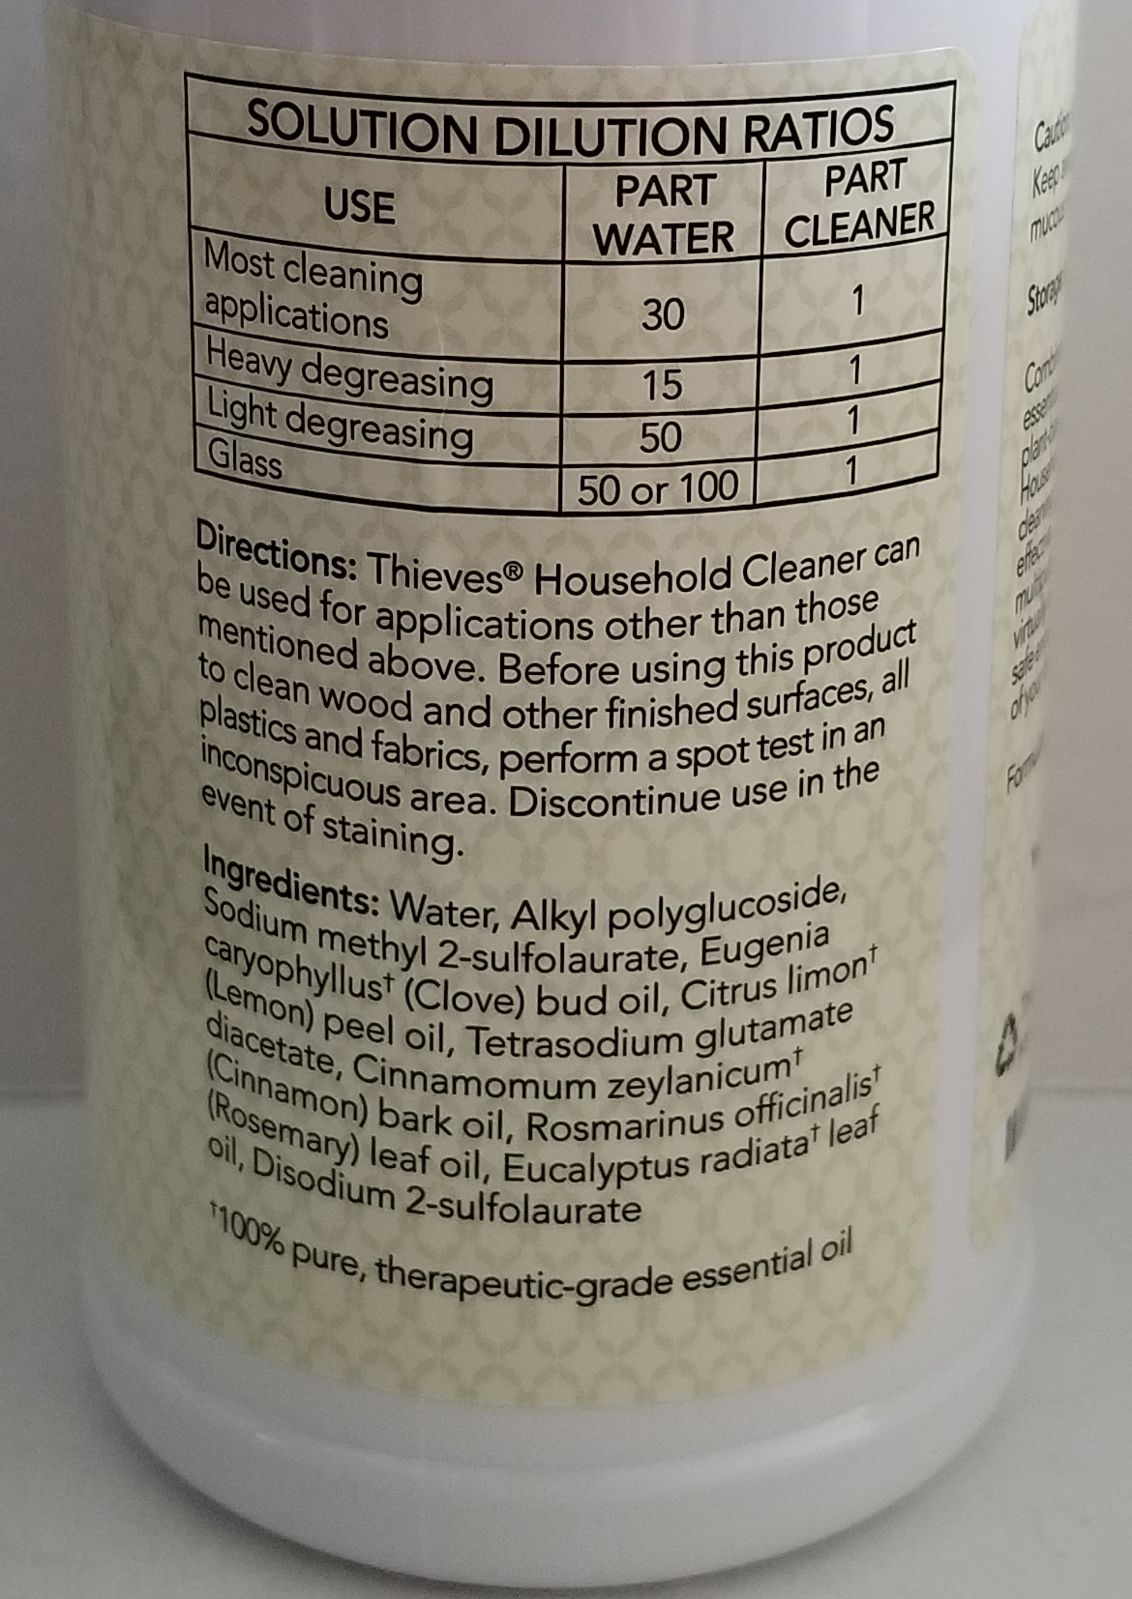 SOLUTION DILUTION RATIOS
USE PART WATER PART CLEANER
Most cleaning applications 30 1
Heavy degreasing 15 1
Light degreasing 50 1
Glass 50 or 100 1
Directions: Thieves® Household Cleaner can
be used for applications other than those
mentioned above. Before using this product
to clean wood and other finished surfaces, all
plastics and fabrics, perform a spot test in an
inconspicuous area. Discontinue use in the
event of staining.
Ingredients: Water, Alkyl polyglucoside,
Sodium methyl 2-sulfolaurate, Eugenia
caryophyllus† (Clove) bud oil, Citrus limon†
(Lemon) peel oil, Tetrasodium glutamate
diacetate, Cinnamomum zeylanicum†
(Cinnamon) bark oil, Rosmarinus officinalis†
(Rosemary) leaf oil, Eucalyptus radiata† leaf
oil, Disodium 2-sulfolaurate
†100% pure, therapeutic-grade essential oil
Keep